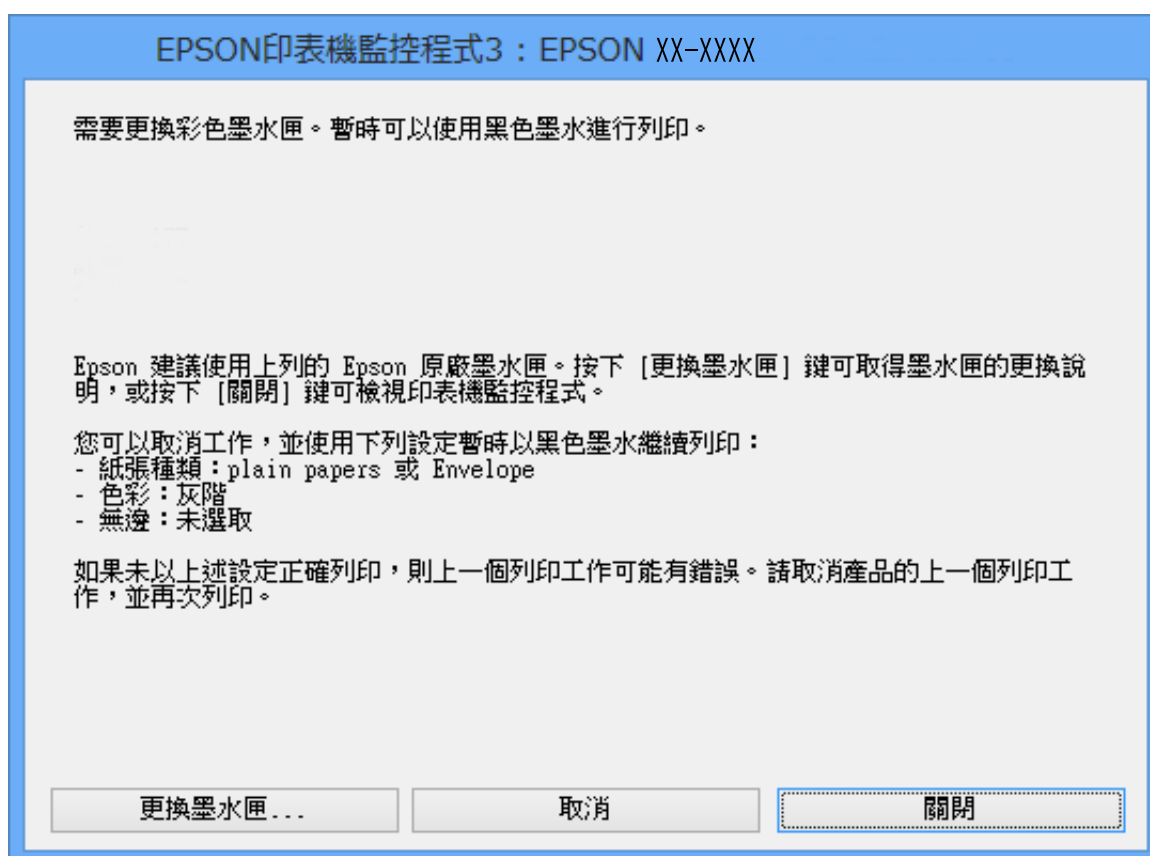 EPSON印表機監控程式3：EPSON XX-XXXX
需要更換彩色墨水匣。暫時可以使用黑色墨水進行列印。
Epson 建議使用上列的 Epson 原廠墨水匣。按下 [更換墨水匣] 鍵可取得墨水匣的更換說
明，或按下 [關閉] 鍵可檢視印表機監控程式。
您可以取消工作，並使用下列設定暫時以黑色墨水繼續列印：
- 紙張種類：plain papers 或 Envelope
- 色彩：灰階
- 無邊：未選取
如果未以上述設定正確列印，則上一個列印工作可能有錯誤。請取消產品的上一個列印工
作，並再次列印。
更換墨水匣...
取消
關閉